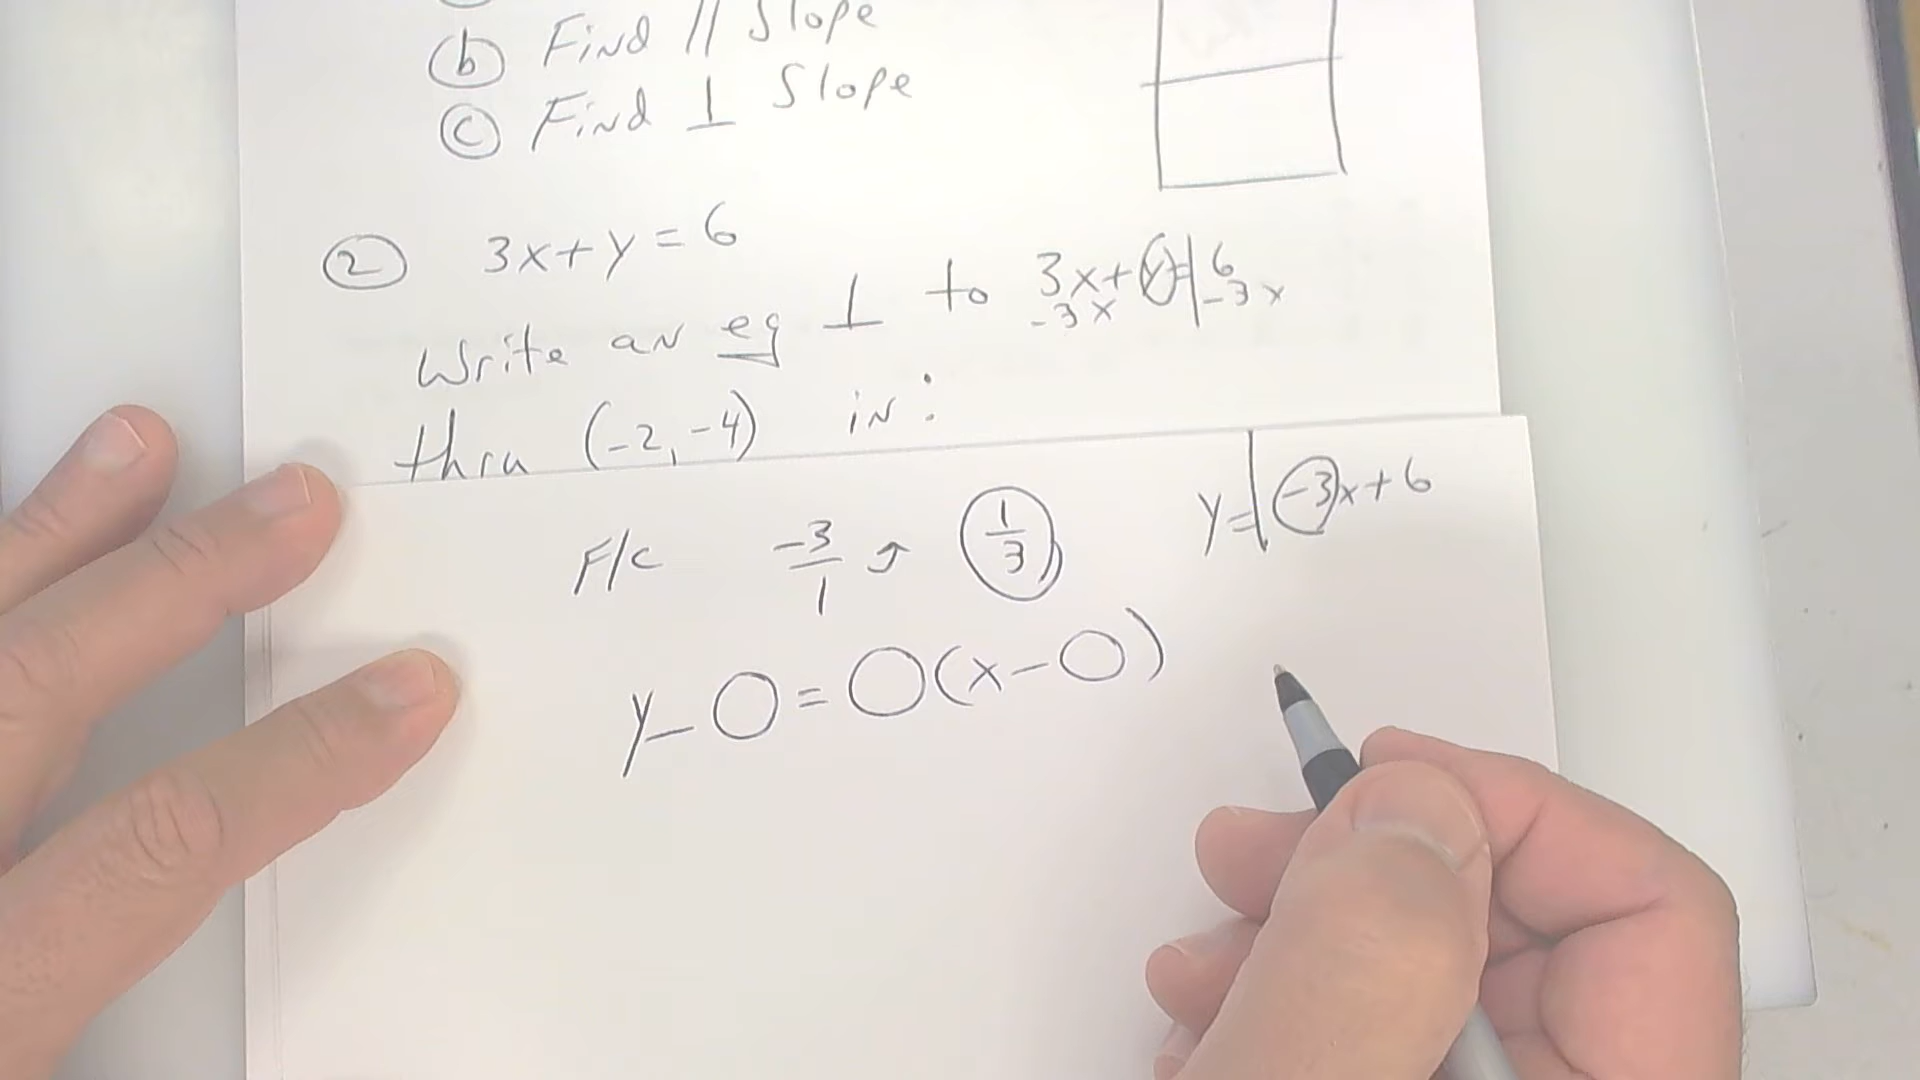 b Find // Slope
c Find ⊥ Slope
2 3x+y=6
Write an eq ⊥ to 3x+y=6
-3x -3x
thru (-2,-4) in:
y=-3x+6
F/C -3/1 1/3
y-O=O(x-O)